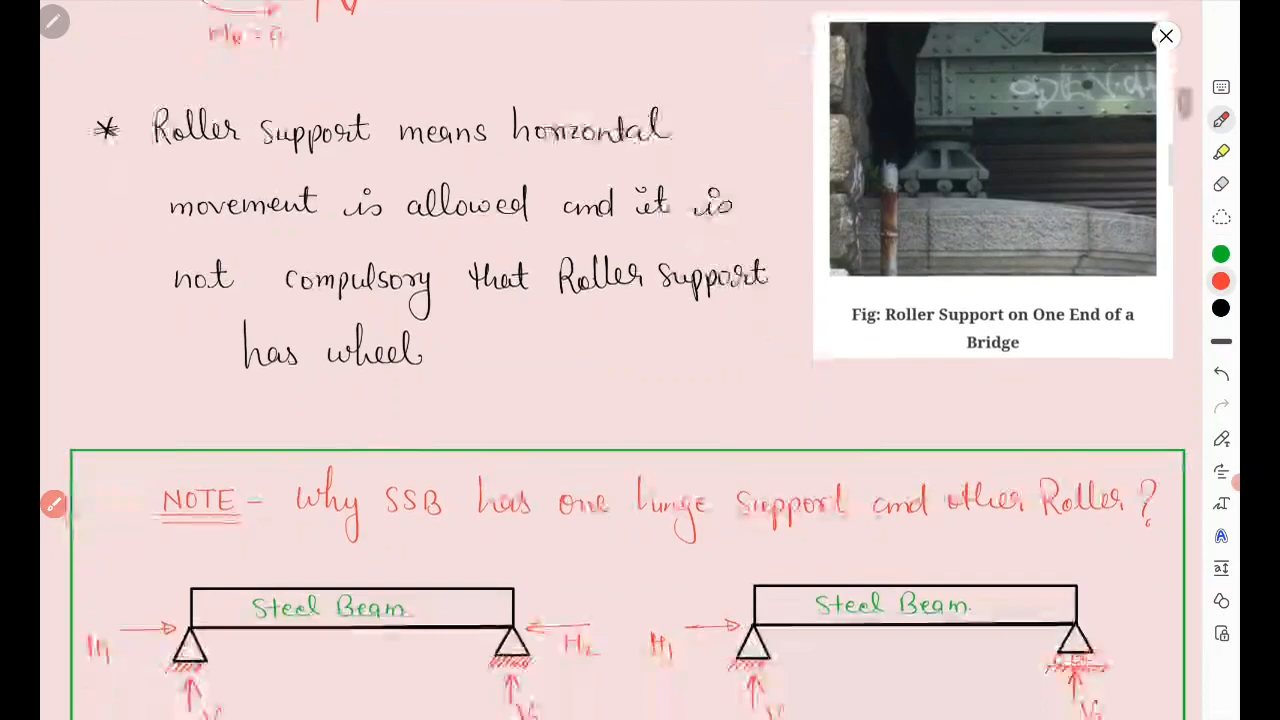 * Roller support means horizontal
movement is allowed and it is
not compulsory that Roller support
has wheel
Fig: Roller Support on One End of a
Bridge
NOTE - Why SSB has one hinge support and other Roller?
Steel Beam
Steel Beam
H1
H2
H1